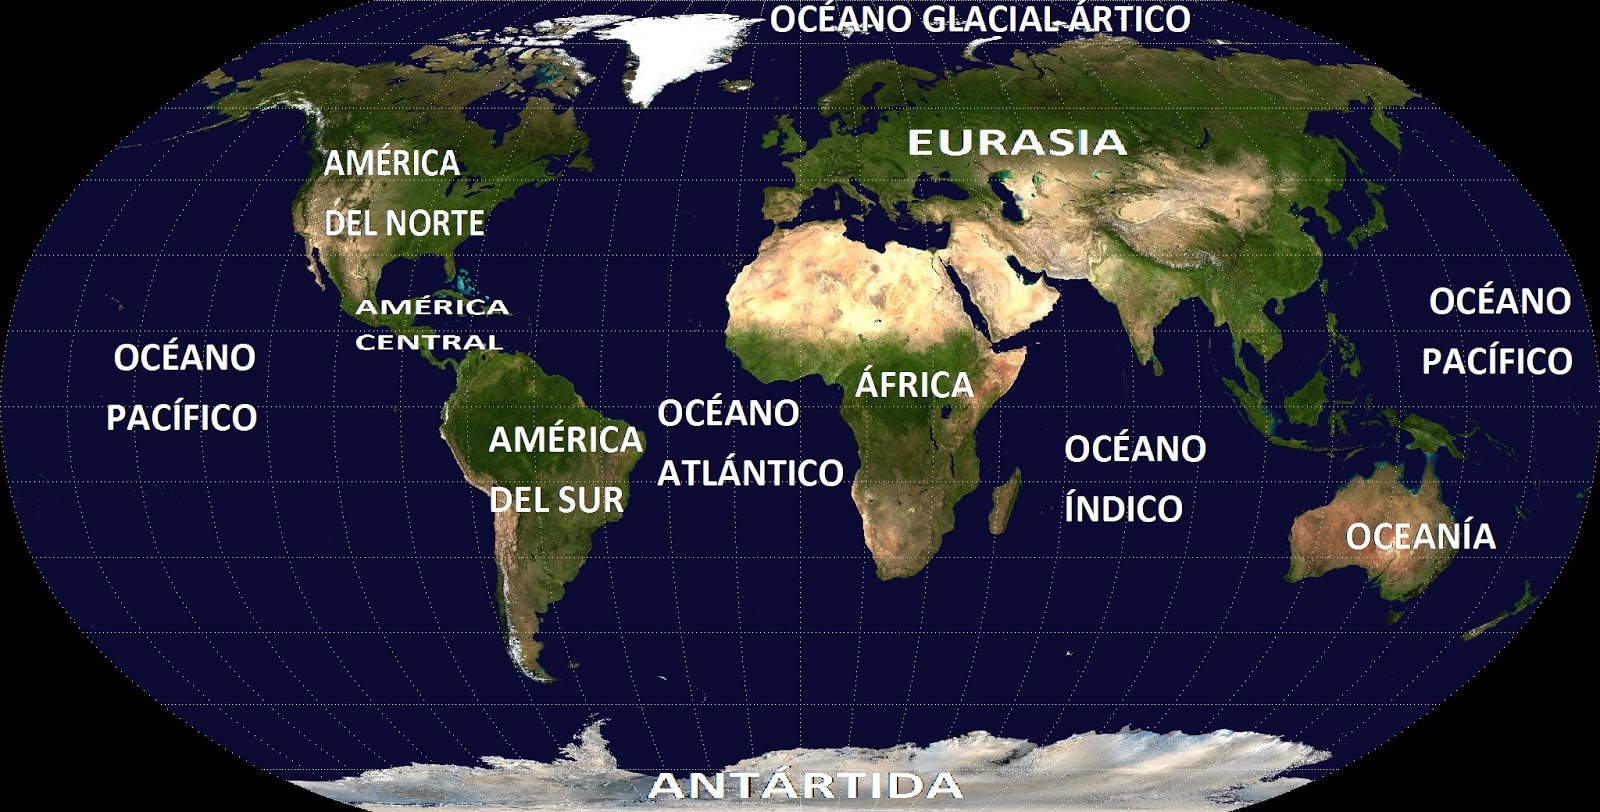 OCÉANO GLACIAL ÁRTICO
EURASIA
AMÉRICA
DEL NORTE
AMÉRICA
CENTRAL
OCÉANO
PACÍFICO
OCÉANO
PACÍFICO
ÁFRICA
OCÉANO
ATLÁNTICO
AMÉRICA
DEL SUR
OCÉANO
ÍNDICO
OCEANÍA
ANTÁRTIDA